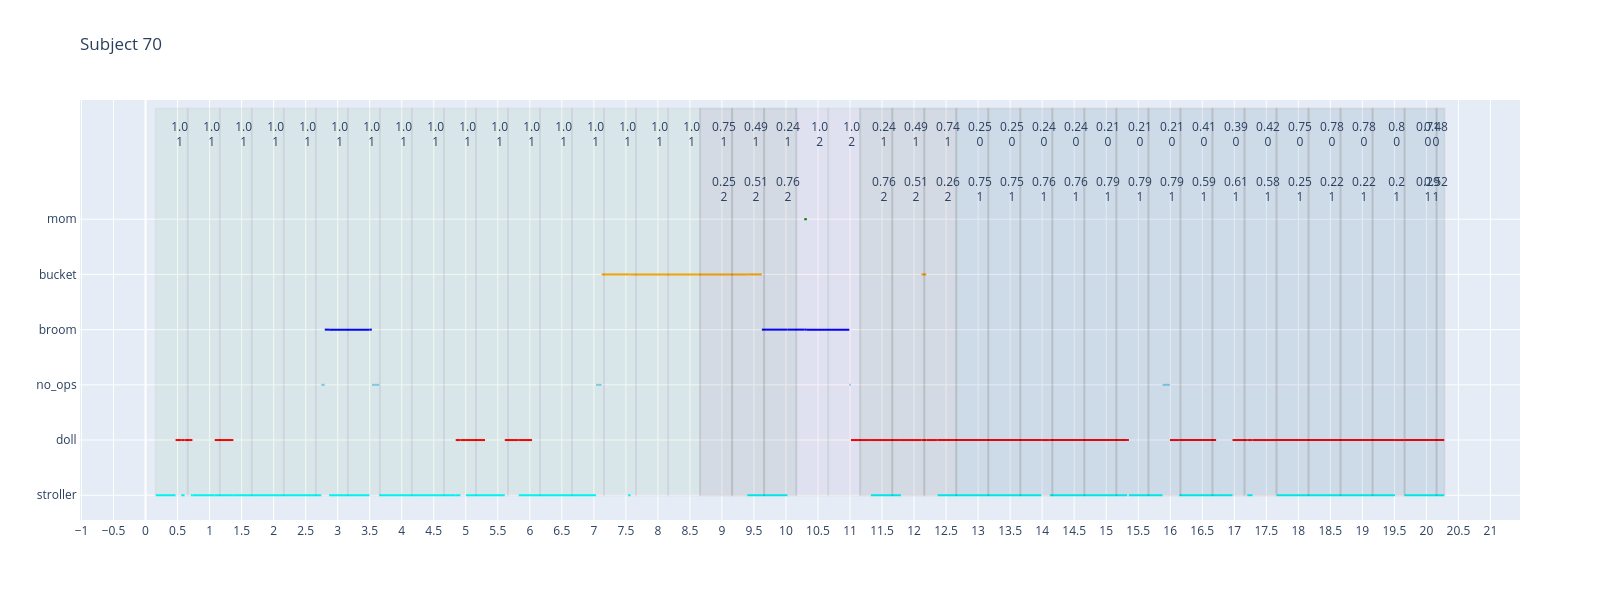 Subject 70
1.0 1.0 1.0 1.0 1.0 1.0 1.0 1.0 1.0 1.0 1.0 1.0 1.0 1.0 1.0 1.0 1.0 0.75 0.49 0.24 1.0 1.0 0.24 0.49 0.74 0.25 0.25 0.24 0.24 0.21 0.21 0.21 0.41 0.39 0.42 0.75 0.78 0.78 0.8
1 1 1 1 1 1 1 1 1 1 1 1 1 1 1 1 1 1 1 1 2 2 1 1 1 0 0 0 0 0 0 0 0 0 0 0 0 0 0 0 0
0.25 0.51 0.76 0.76 0.51 0.26 0.75 0.75 0.76 0.76 0.79 0.79 0.79 0.59 0.61 0.58 0.25 0.22 0.22 0.2
2 2 2 2 2 2 1 1 1 1 1 1 1 1 1 1 1 1 1 1 1 1
mom
bucket
broom
no_ops
doll
stroller
−1 −0.5 0 0.5 1 1.5 2 2.5 3 3.5 4 4.5 5 5.5 6 6.5 7 7.5 8 8.5 9 9.5 10 10.5 11 11.5 12 12.5 13 13.5 14 14.5 15 15.5 16 16.5 17 17.5 18 18.5 19 19.5 20 20.5 21